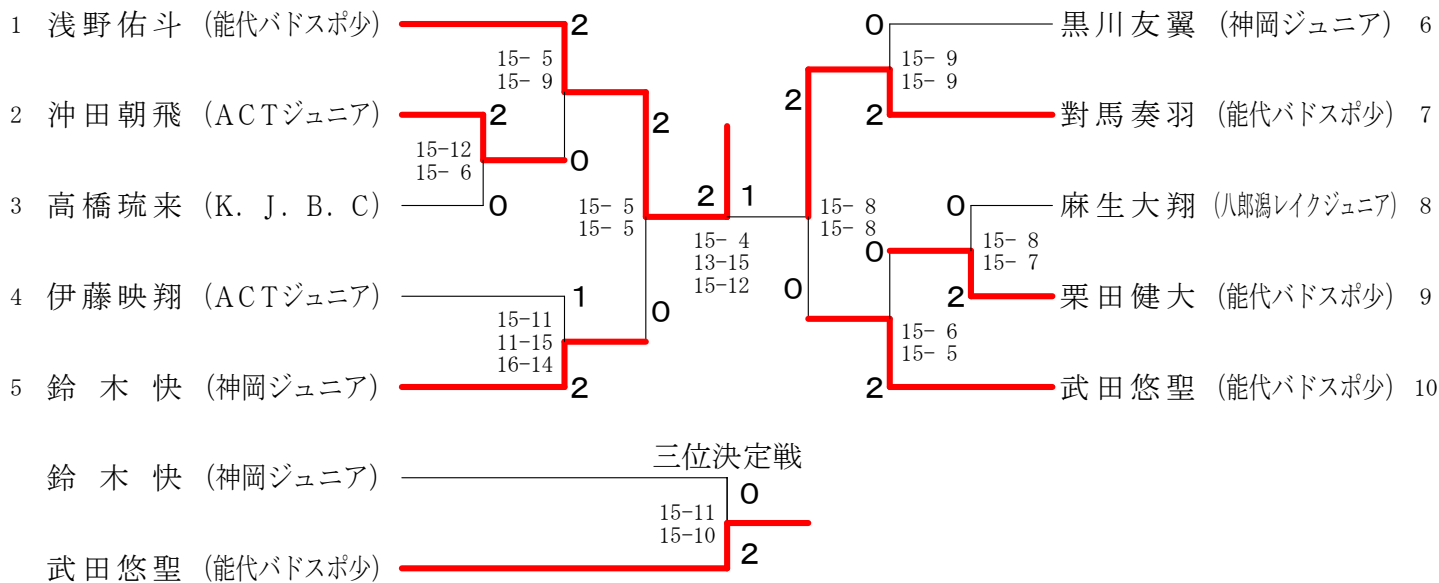 1 浅野佑斗 (能代バドスポ少) 2
15- 5
15- 9
2 沖田朝飛 (ACTジュニア) 2
15-12
15- 6
0
3 高橋琉来 (K. J. B. C) 0
2
15- 5
15- 5
0
4 伊藤映翔 (ACTジュニア) 1
15-11
11-15
16-14
5 鈴木快 (神岡ジュニア) 2
2 1
15- 4
13-15
15-12
0 黒川友翼 (神岡ジュニア) 6
15- 9
15- 9
2 對馬奏羽 (能代バドスポ少) 7
2
15- 8
15- 8
0
0 麻生大翔 (八郎潟レイクジュニア) 8
15- 8
15- 7
0
2 栗田健大 (能代バドスポ少) 9
15- 6
15- 5
2 武田悠聖 (能代バドスポ少) 10
三位決定戦
鈴木快 (神岡ジュニア) 0
15-11
15-10
武田悠聖 (能代バドスポ少) 2